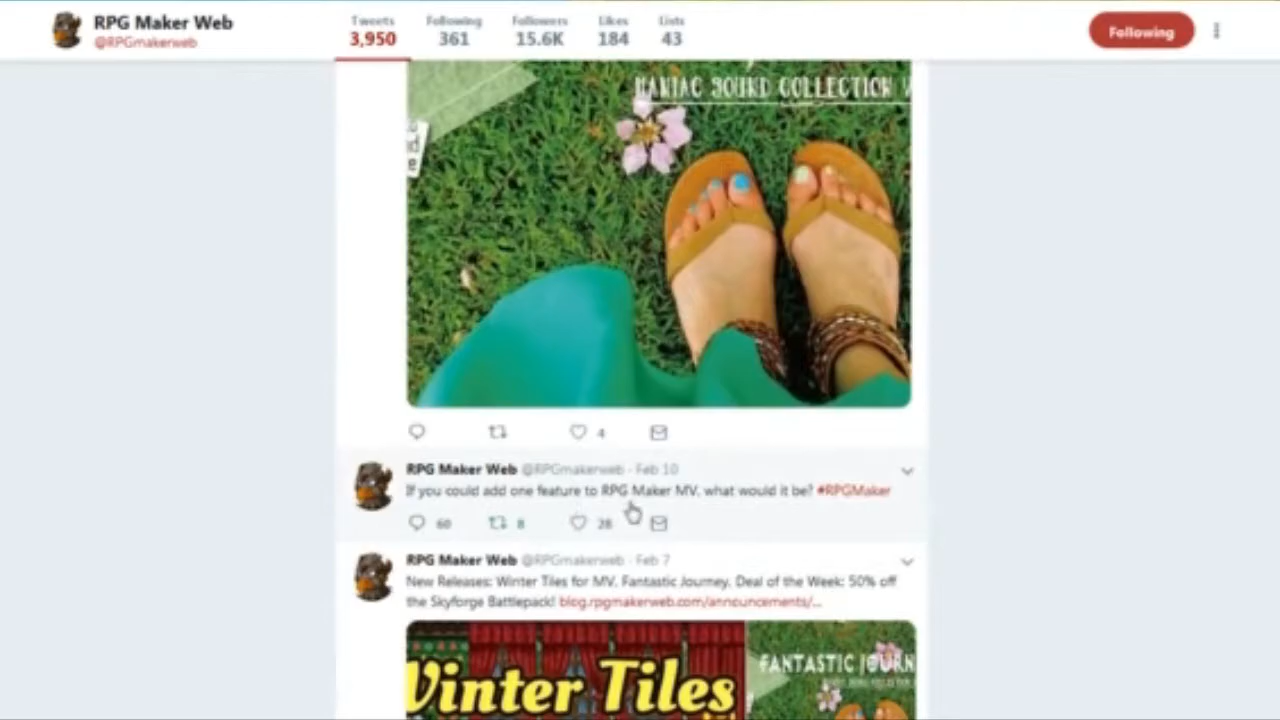 RPG Maker Web
@RPGmakerweb
Tweets
3,950
Following
361
Followers
15.6K
Likes
184
Lists
43
Following
MANIAC SOUND COLLECTION
4
RPG Maker Web @RPGmakerweb · Feb 10
If you could add one feature to RPG Maker MV, what would it be? #RPGMaker
60
8
28
RPG Maker Web @RPGmakerweb · Feb 7
New Releases: Winter Tiles for MV, Fantastic Journey, Deal of the Week: 50% off
the Skyforge Battlepack! blog.rpgmakerweb.com/announcements/...
Winter Tiles
FANTASTIC JOURN